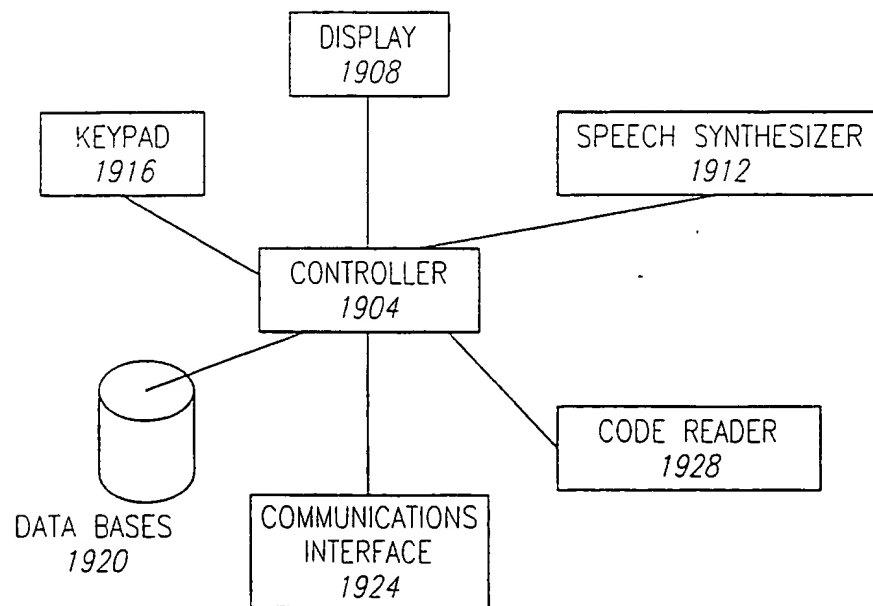 DISPLAY
1908
KEYPAD
1916
SPEECH SYNTHESIZER
1912
CONTROLLER
1904
CODE READER
1928
DATA BASES
1920
COMMUNICATIONS
INTERFACE
1924